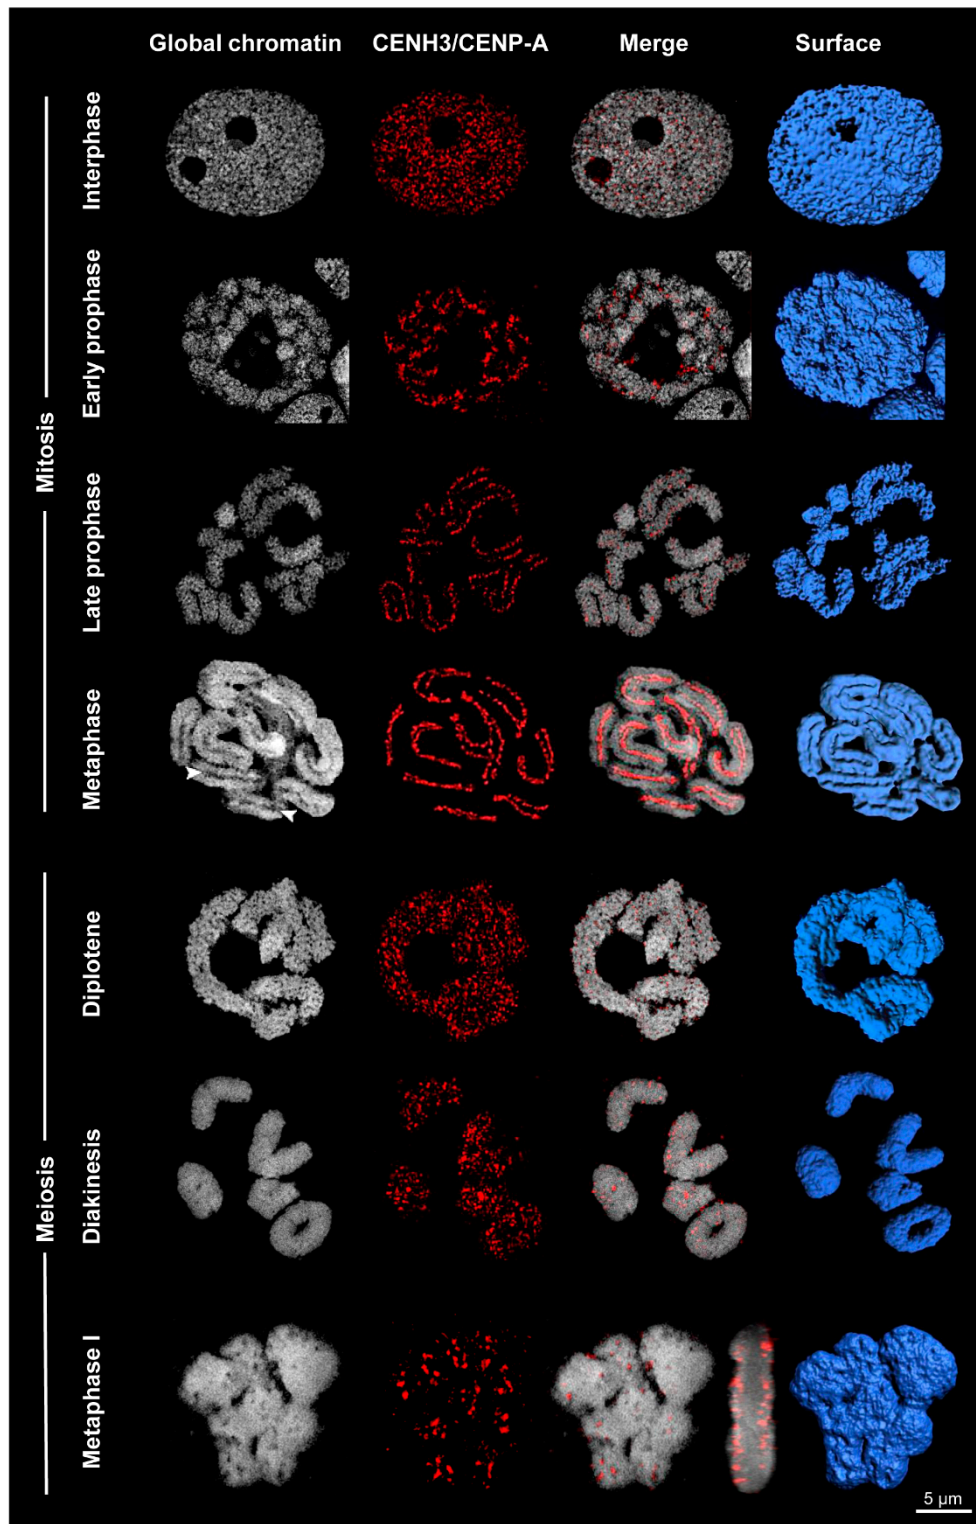 Global chromatin CENH3/CENP-A Merge Surface
Mitosis
Interphase
Early prophase
Late prophase
Metaphase
Meiosis
Diplotene
Diakinesis
Metaphase I
5 µm